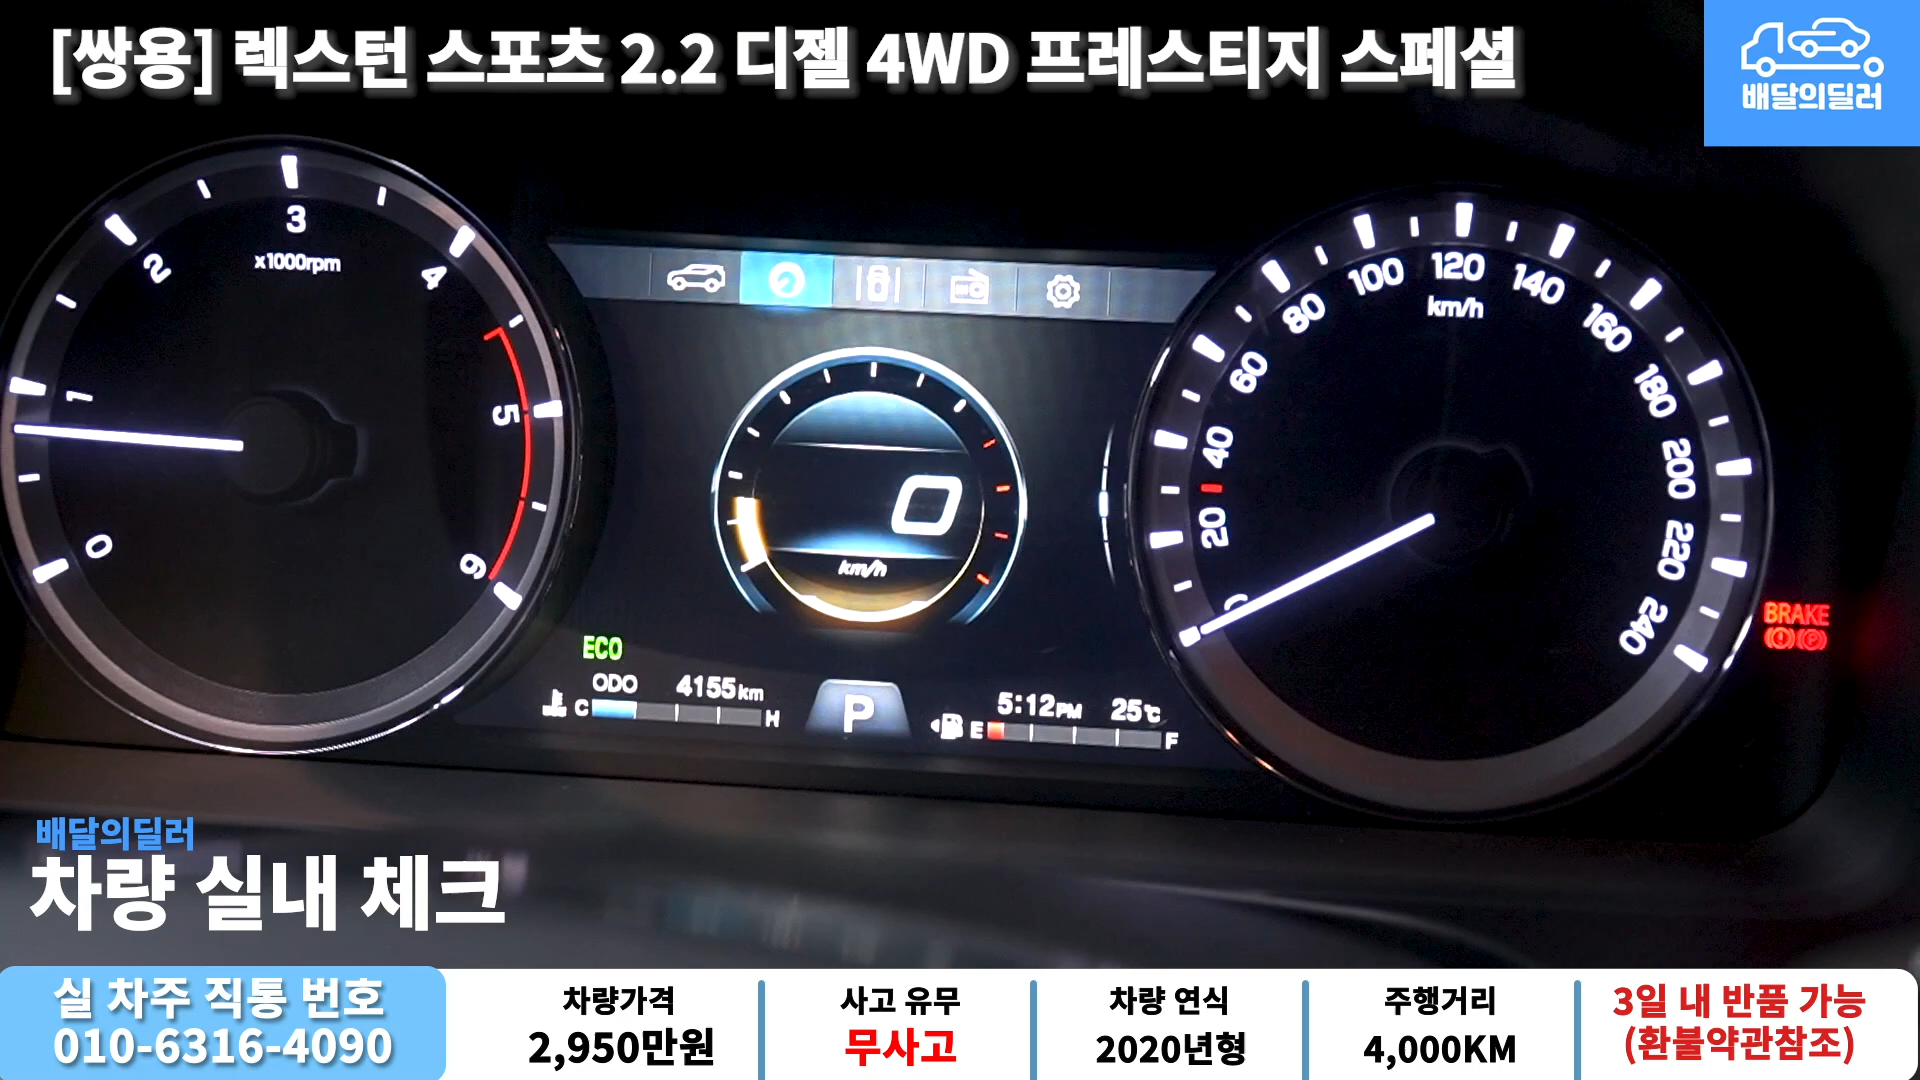 [쌍용] 렉스턴 스포츠 2.2 디젤 4WD 프레스티지 스페셜
배달의딜러
0
1
2
3
4
5
6
x1000rpm
0
km/h
ECO
ODO 4155km
C H
P
5:12PM 25℃
E F
20
40
60
80
100
120
140
160
180
200
220
240
km/h
BRAKE
배달의딜러
차량 실내 체크
실 차주 직통 번호
010-6316-4090
차량가격
2,950만원
사고 유무
무사고
차량 연식
2020년형
주행거리
4,000KM
3일 내 반품 가능
(환불약관참조)